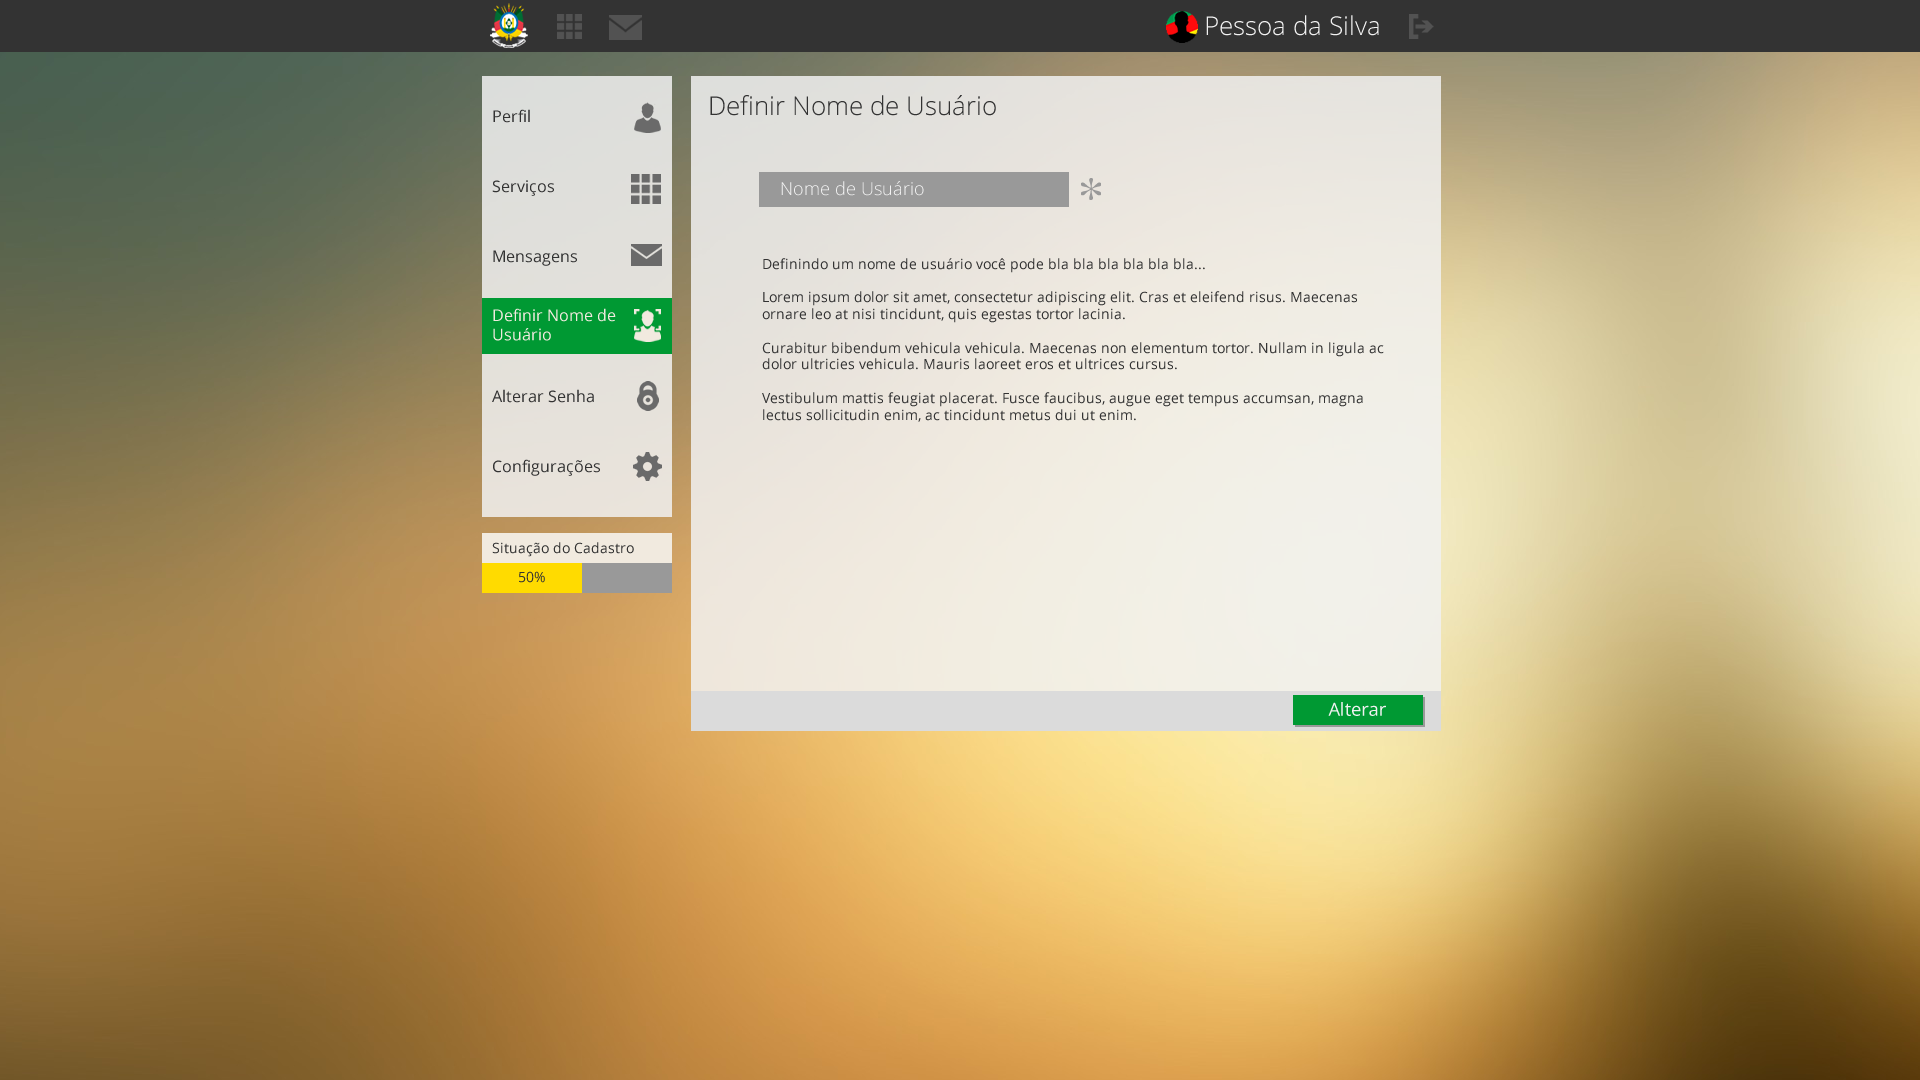 Pessoa da Silva
Perfil
Serviços
Mensagens
Definir Nome de
Usuário
Alterar Senha
Configurações
Situação do Cadastro
50%
Definir Nome de Usuário
Nome de Usuário
Definindo um nome de usuário você pode bla bla bla bla bla bla...
Lorem ipsum dolor sit amet, consectetur adipiscing elit. Cras et eleifend risus. Maecenas
ornare leo at nisi tincidunt, quis egestas tortor lacinia.
Curabitur bibendum vehicula vehicula. Maecenas non elementum tortor. Nullam in ligula ac
dolor ultricies vehicula. Mauris laoreet eros et ultrices cursus.
Vestibulum mattis feugiat placerat. Fusce faucibus, augue eget tempus accumsan, magna
lectus sollicitudin enim, ac tincidunt metus dui ut enim.
Alterar